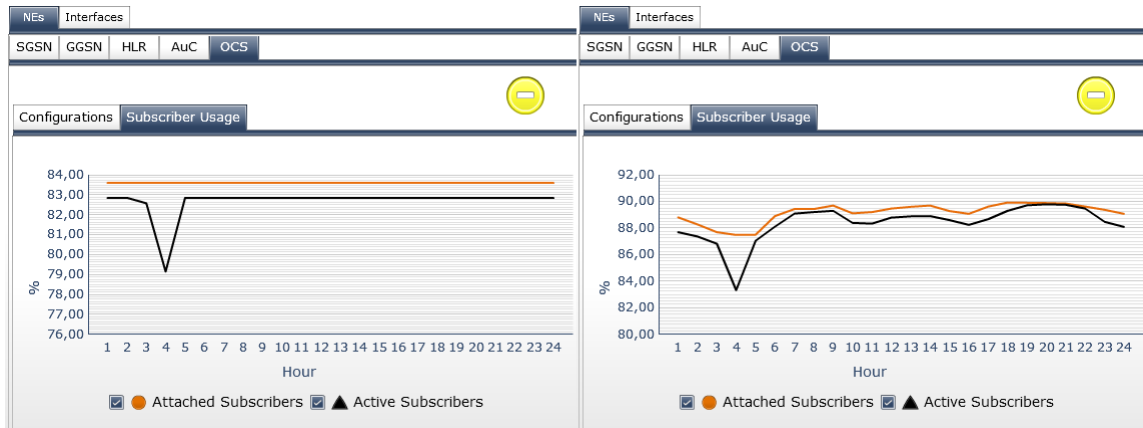 NEs Interfaces
SGSN GGSN HLR AuC OCS
Configurations Subscriber Usage
84,00
83,00
82,00
81,00
80,00
79,00
78,00
77,00
76,00
%
1 2 3 4 5 6 7 8 9 10 11 12 13 14 15 16 17 18 19 20 21 22 23 24
Hour
Attached Subscribers Active Subscribers
NEs Interfaces
SGSN GGSN HLR AuC OCS
Configurations Subscriber Usage
92,00
90,00
88,00
86,00
84,00
82,00
80,00
%
1 2 3 4 5 6 7 8 9 10 11 12 13 14 15 16 17 18 19 20 21 22 23 24
Hour
Attached Subscribers Active Subscribers